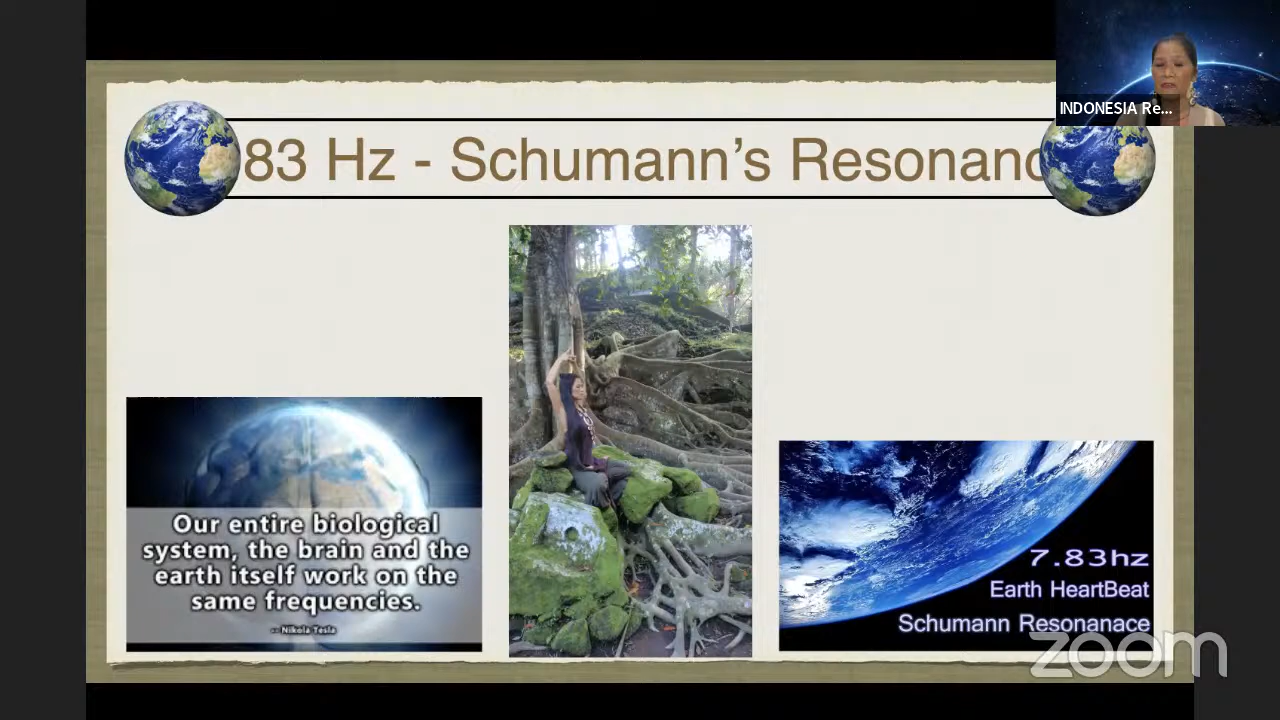 INDONESIA Re...
83 Hz - Schumann's Resonanc
Our entire biological
system, the brain and the
earth itself work on the
same frequencies.
-- Nikola Tesla
7.83hz
Earth HeartBeat
Schumann Resonanace
zoom